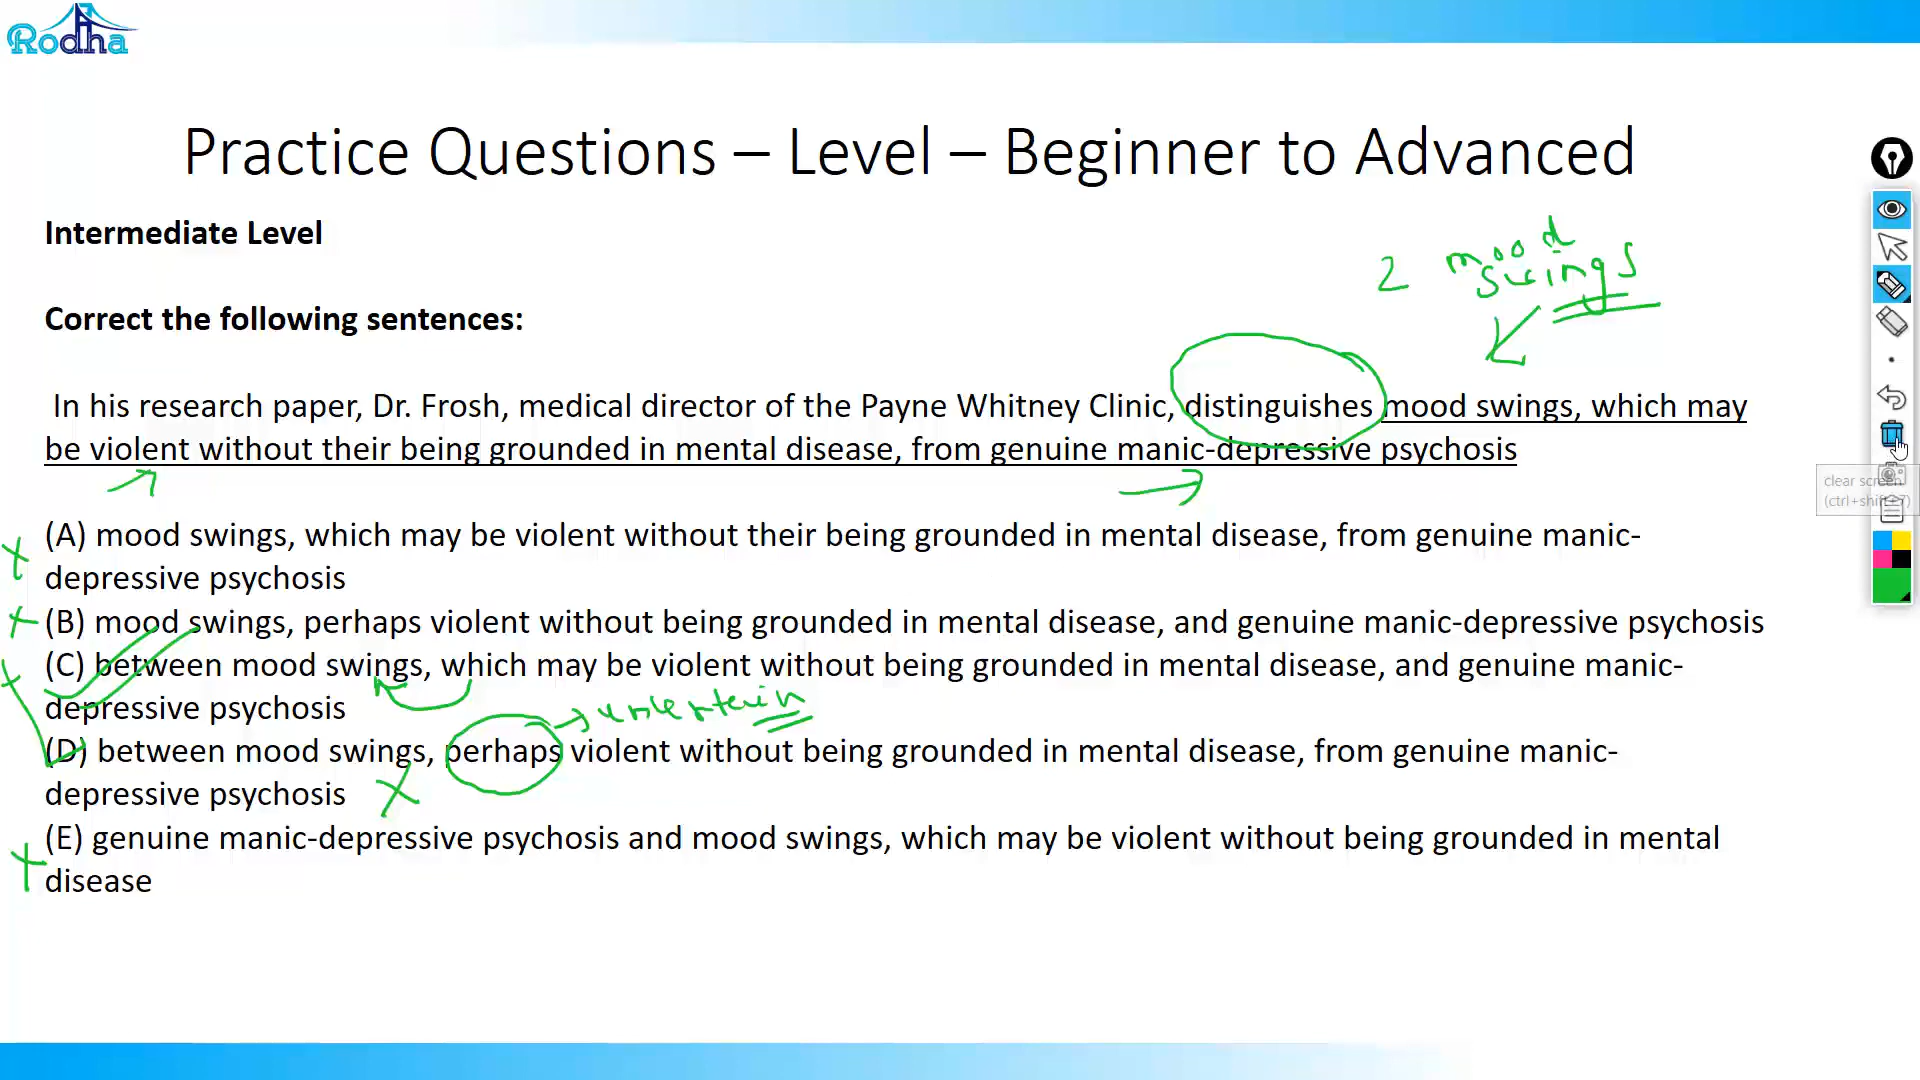 Rodha
Practice Questions – Level – Beginner to Advanced
Intermediate Level
2 mood
swings
Correct the following sentences:
In his research paper, Dr. Frosh, medical director of the Payne Whitney Clinic, distinguishes mood swings, which may
be violent without their being grounded in mental disease, from genuine manic-depressive psychosis
clear screen
(ctrl+shift+7)
(A) mood swings, which may be violent without their being grounded in mental disease, from genuine manic-
depressive psychosis
(B) mood swings, perhaps violent without being grounded in mental disease, and genuine manic-depressive psychosis
(C) between mood swings, which may be violent without being grounded in mental disease, and genuine manic-
depressive psychosis
(D) between mood swings, perhaps violent without being grounded in mental disease, from genuine manic-
depressive psychosis
(E) genuine manic-depressive psychosis and mood swings, which may be violent without being grounded in mental
disease